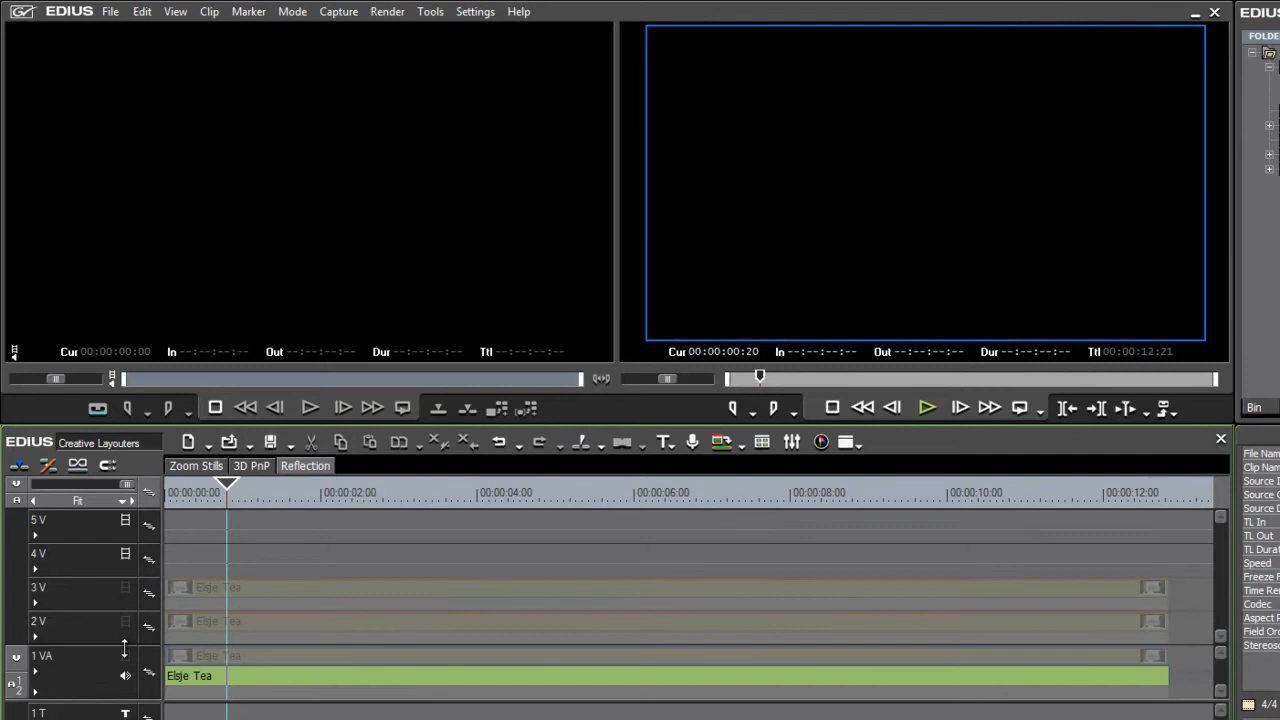 EDIUS File Edit View Clip Marker Mode Capture Render Tools Settings Help
EDIUS
FOLDE
Cur 00:00:00:00 In --:--:--:-- Out --:--:--:-- Dur --:--:--:-- Ttl --:--:--:--
Cur 00:00:00:20 In --:--:--:-- Out --:--:--:-- Dur --:--:--:-- Ttl 00:00:12:21
Bin
EDIUS Creative Layouters
Zoom Stills 3D PnP Reflection
Fit 00:00:00:00 00:00:02:00 00:00:04:00 00:00:06:00 00:00:08:00 00:00:10:00 00:00:12:00
5 V
4 V
3 V Elsje Tea
2 V Elsje Tea
1 VA Elsje Tea
Elsje Tea
1
2
1 T T
File Nam
Clip Nam
Source
Source
Source D
TL In
TL Out
TL Durat
Speed
Freeze F
Time Re
Codec
Aspect F
Field Ord
Stereosc
4/4